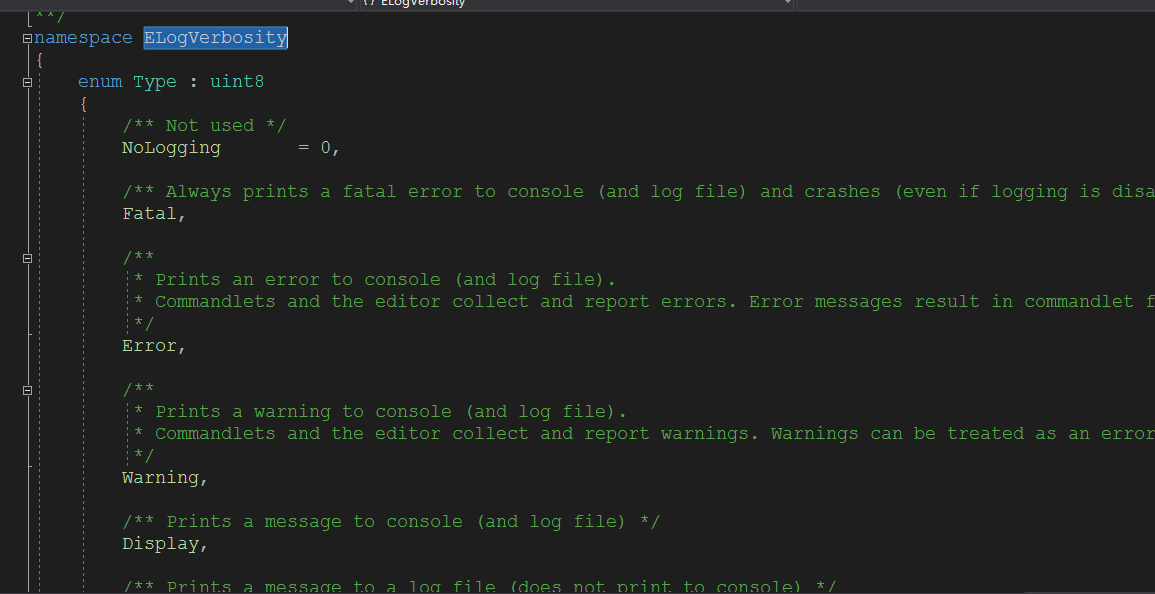 ELogVerbosity
**/
namespace ELogVerbosity
{
enum Type : uint8
{
/** Not used */
NoLogging = 0,
/** Always prints a fatal error to console (and log file) and crashes (even if logging is disa
Fatal,
/**
* Prints an error to console (and log file).
* Commandlets and the editor collect and report errors. Error messages result in commandlet f
*/
Error,
/**
* Prints a warning to console (and log file).
* Commandlets and the editor collect and report warnings. Warnings can be treated as an error
*/
Warning,
/** Prints a message to console (and log file) */
Display,
/** Prints a message to a log file (does not print to console) */